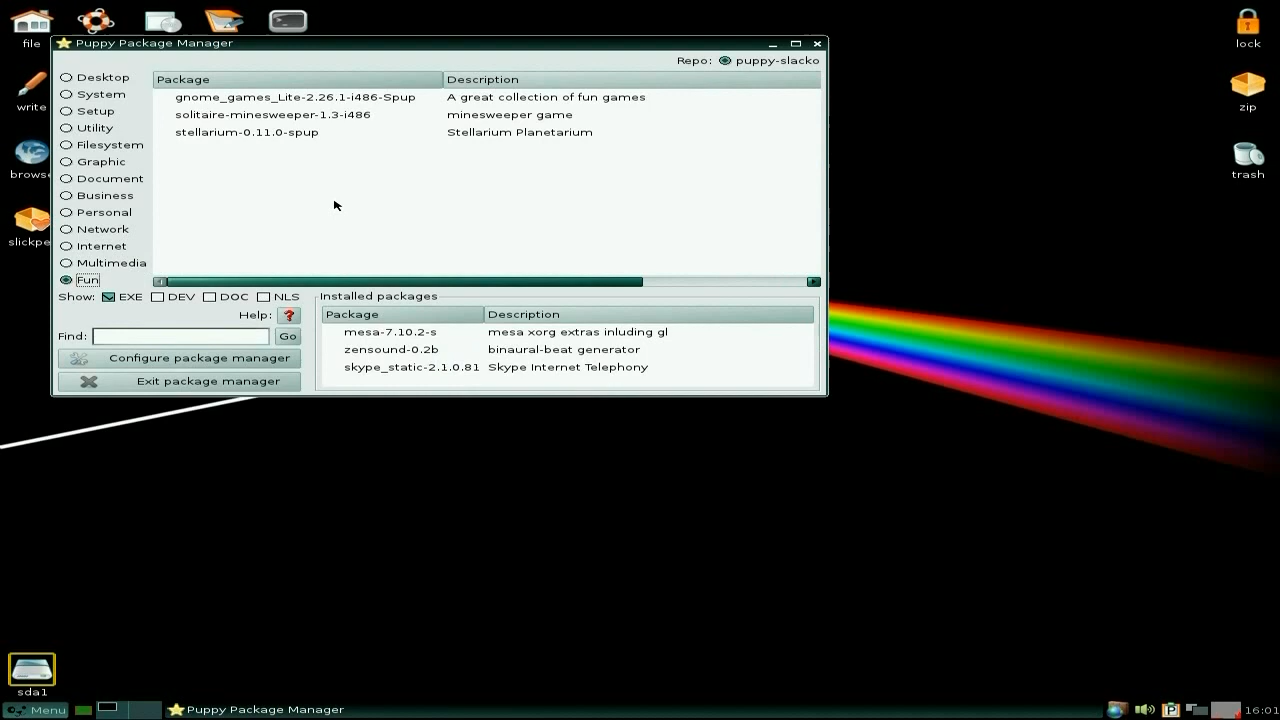 file
write
brows
slickpe
sda1
lock
zip
trash
Puppy Package Manager
Repo: puppy-slacko
Desktop
System
Setup
Utility
Filesystem
Graphic
Document
Business
Personal
Network
Internet
Multimedia
Fun
Package Description
gnome_games_Lite-2.26.1-i486-Spup A great collection of fun games
solitaire-minesweeper-1.3-i486 minesweeper game
stellarium-0.11.0-spup Stellarium Planetarium
Show: EXE DEV DOC NLS
Help: ?
Find: Go
Configure package manager
Exit package manager
Installed packages
Package Description
mesa-7.10.2-s mesa xorg extras inluding gl
zensound-0.2b binaural-beat generator
skype_static-2.1.0.81 Skype Internet Telephony
Menu Puppy Package Manager P 16:01